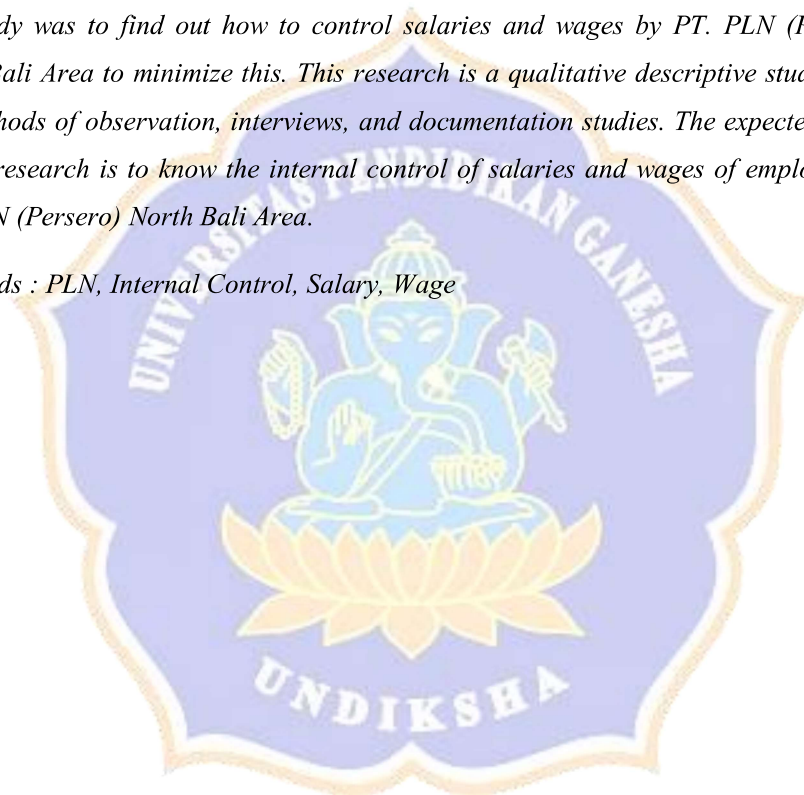 dy was to find out how to control salaries and wages by PT. PLN (P
Bali Area to minimize this. This research is a qualitative descriptive stud
hods of observation, interviews, and documentation studies. The expecte
research is to know the internal control of salaries and wages of emplo
N (Persero) North Bali Area.
ds : PLN, Internal Control, Salary, Wage
UNIVERSITAS PENDIDIKAN GANESHA
UNDIKSHA